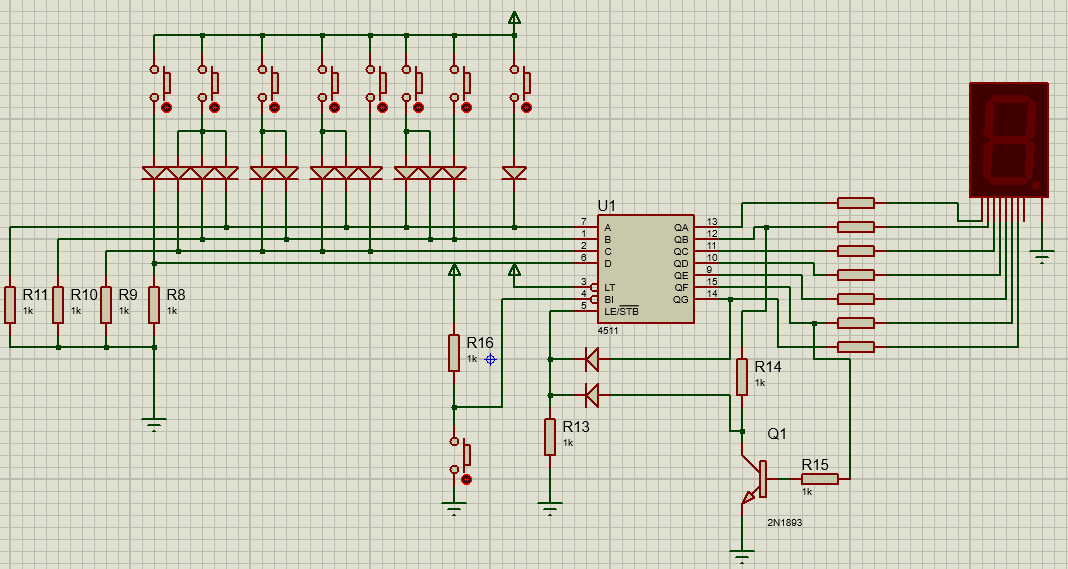 U1
7 A QA 13
1 B QB 12
2 C QC 11
6 D QD 10
QE 9
3 LT QF 15
4 BI QG 14
5 LE/STB
4511
R11
1k
R10
1k
R9
1k
R8
1k
R16
1k
R14
1k
R13
1k
Q1
R15
1k
2N1893